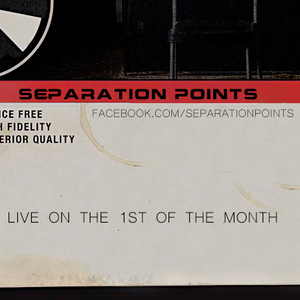 SEPARATION POINTS
FACEBOOK.COM/SEPARATIONPOINTS
ICE FREE
H FIDELITY
ERIOR QUALITY
LIVE ON THE 1ST OF THE MONTH